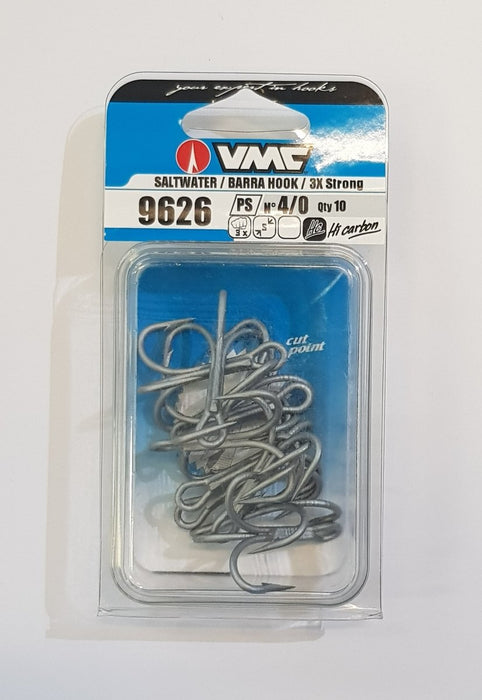 your expert in hooks
VMC
SALTWATER / BARRA HOOK / 3X Strong
9626 PS N° 4/0 Qty 10
Hi carbon
cut
point